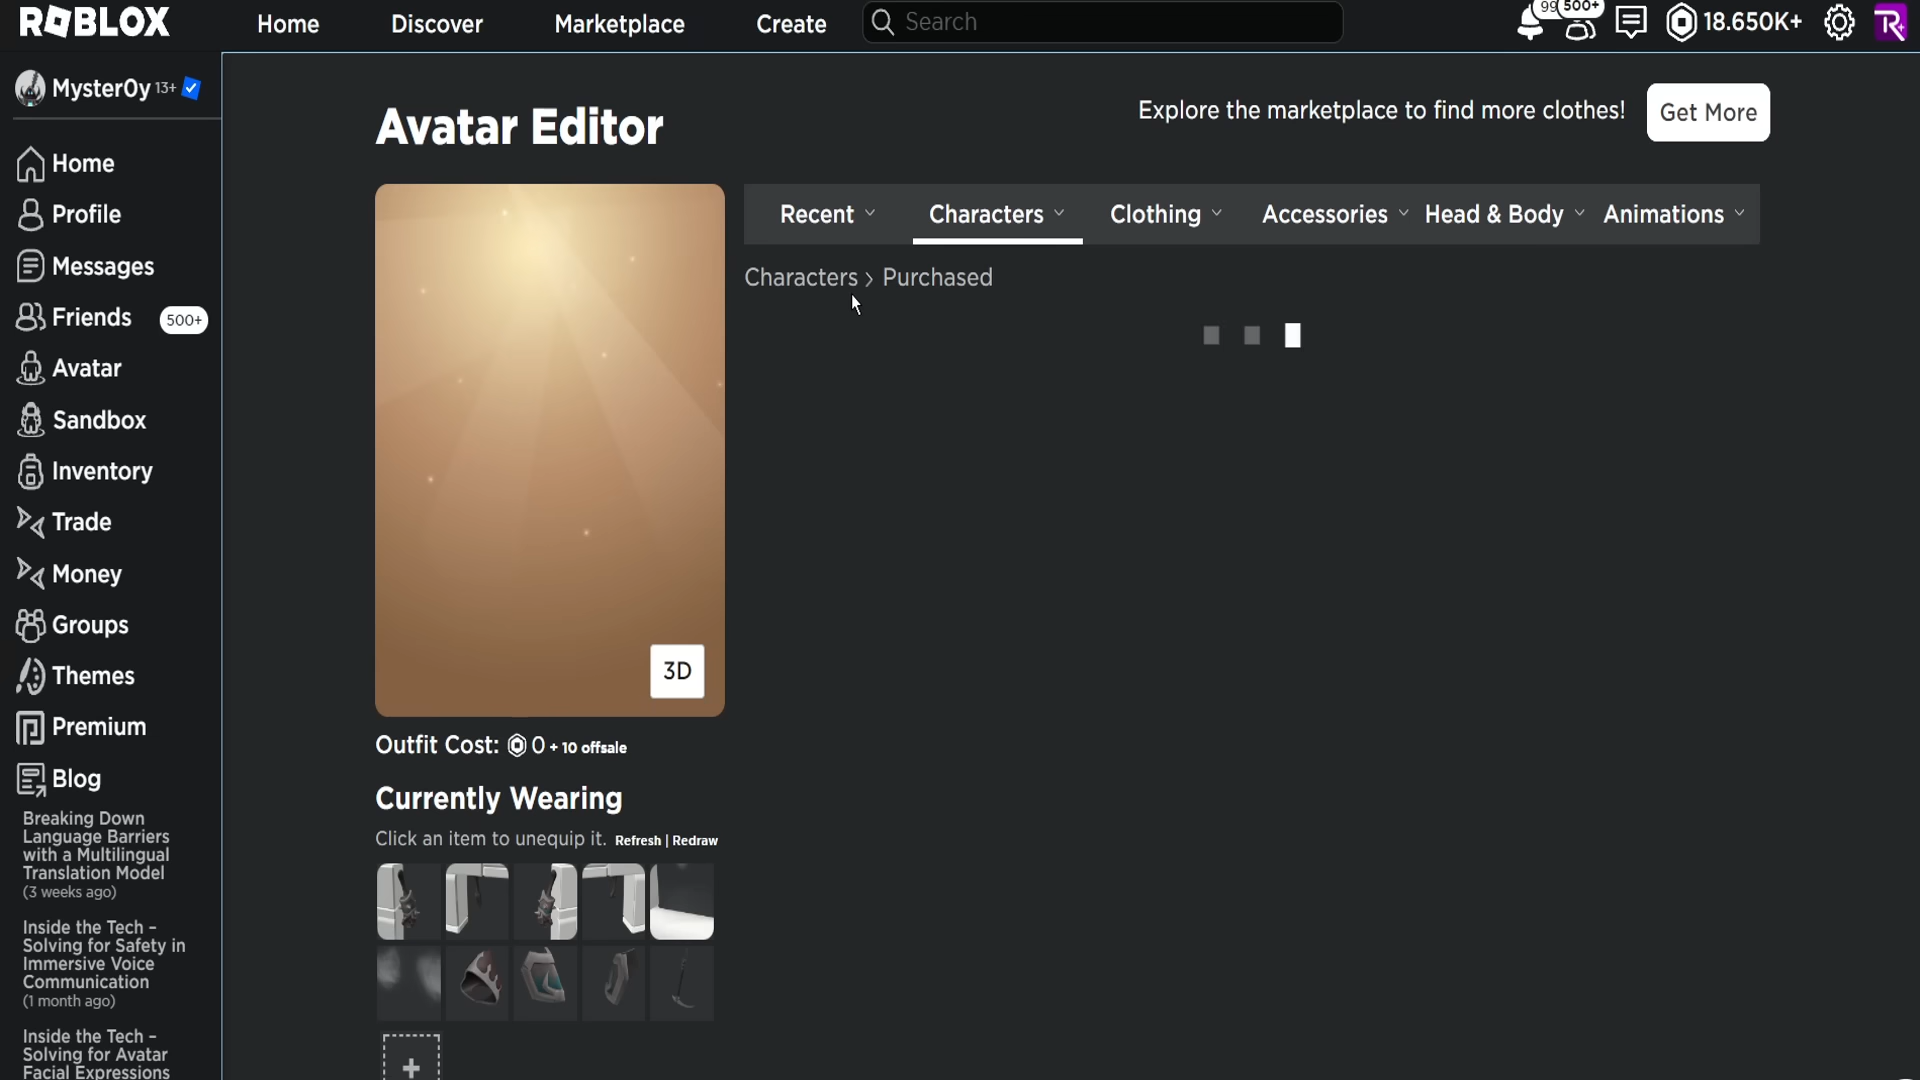 ROBLOX
Home
Discover
Marketplace
Create
Search
99
500+
18.650K+
MysterOy 13+
Home
Profile
Messages
Friends 500+
Avatar
Sandbox
Inventory
Trade
Money
Groups
Themes
Premium
Blog
Breaking Down
Language Barriers
with a Multilingual
Translation Model
(3 weeks ago)
Inside the Tech –
Solving for Safety in
Immersive Voice
Communication
(1 month ago)
Inside the Tech –
Solving for Avatar
Facial Expressions
Avatar Editor
Explore the marketplace to find more clothes!
Get More
Recent
Characters
Clothing
Accessories
Head & Body
Animations
Characters > Purchased
3D
Outfit Cost: 0 + 10 offsale
Currently Wearing
Click an item to unequip it. Refresh | Redraw
+